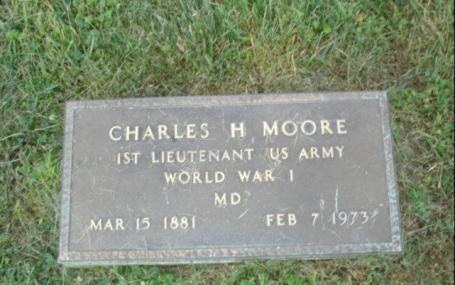 CHARLES H MOORE
1ST LIEUTENANT US ARMY
WORLD WAR I
MD
MAR 15 1881 FEB 7 1973